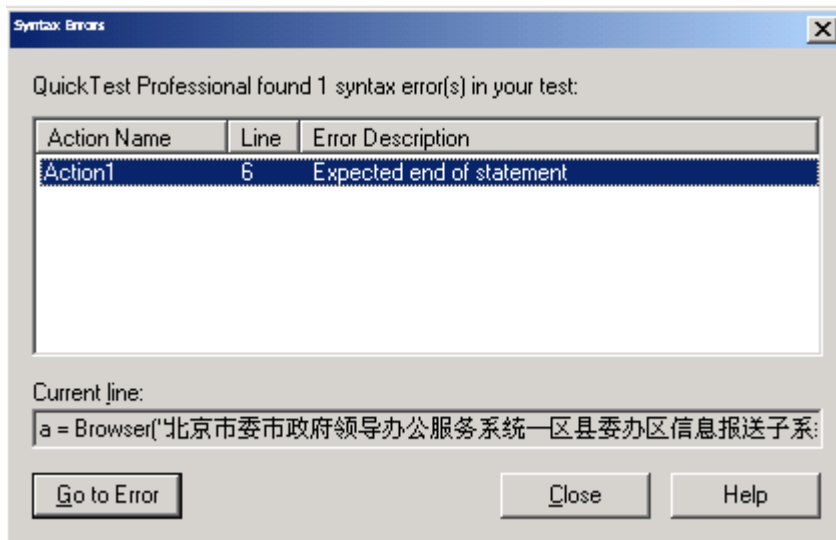 Syntax Errors
QuickTest Professional found 1 syntax error(s) in your test:
Action Name Line Error Description
Action1 6 Expected end of statement
Current line:
a = Browser("北京市委市政府领导办公服务系统—区县委办区信息报送子系
Go to Error Close Help